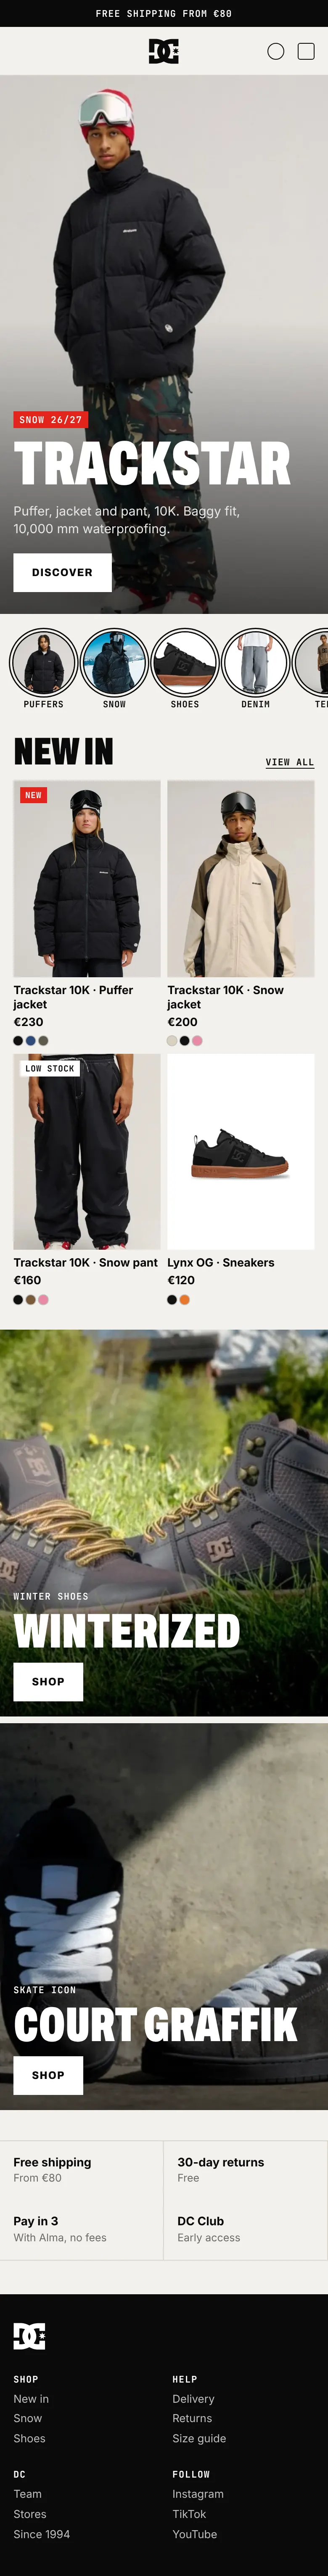 FREE SHIPPING FROM €80
DC
SNOW 26/27
TRACKSTAR
Puffer, jacket and pant, 10K. Baggy fit,
10,000 mm waterproofing.
DISCOVER
PUFFERS
SNOW
SHOES
DENIM
TE
NEW IN
VIEW ALL
NEW
Trackstar 10K · Puffer
jacket
€230
Trackstar 10K · Snow
jacket
€200
LOW STOCK
Trackstar 10K · Snow pant
€160
Lynx OG · Sneakers
€120
WINTER SHOES
WINTERIZED
SHOP
SKATE ICON
COURT GRAFFIK
SHOP
Free shipping
From €80
30-day returns
Free
Pay in 3
With Alma, no fees
DC Club
Early access
DC
SHOP
New in
Snow
Shoes
HELP
Delivery
Returns
Size guide
DC
Team
Stores
Since 1994
FOLLOW
Instagram
TikTok
YouTube